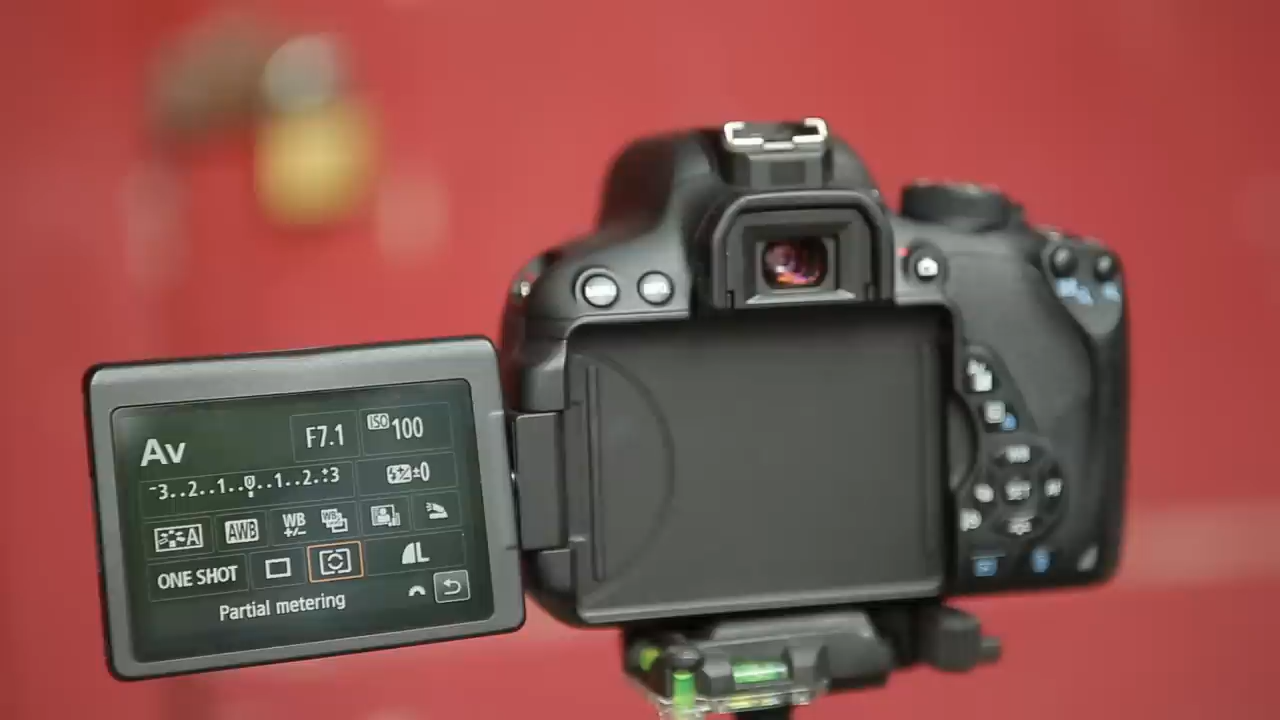 Av F7.1 ISO 100
-3..2..1..0..1..2.:+3 ±0
A AWB WB +/- WB L
ONE SHOT
Partial metering